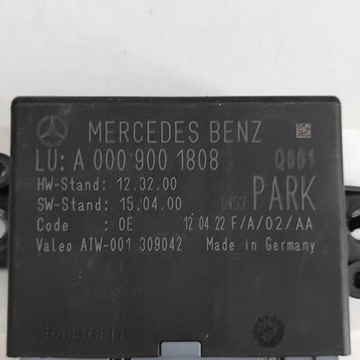 MERCEDES BENZ
LU: A 000 900 1808 Q001
HW-Stand: 12.32.00
SW-Stand: 15.04.00 0453 PARK
Code : 0E 12 04 22 F/A/02/AA
Valeo ATW-001 309042 Made in Germany